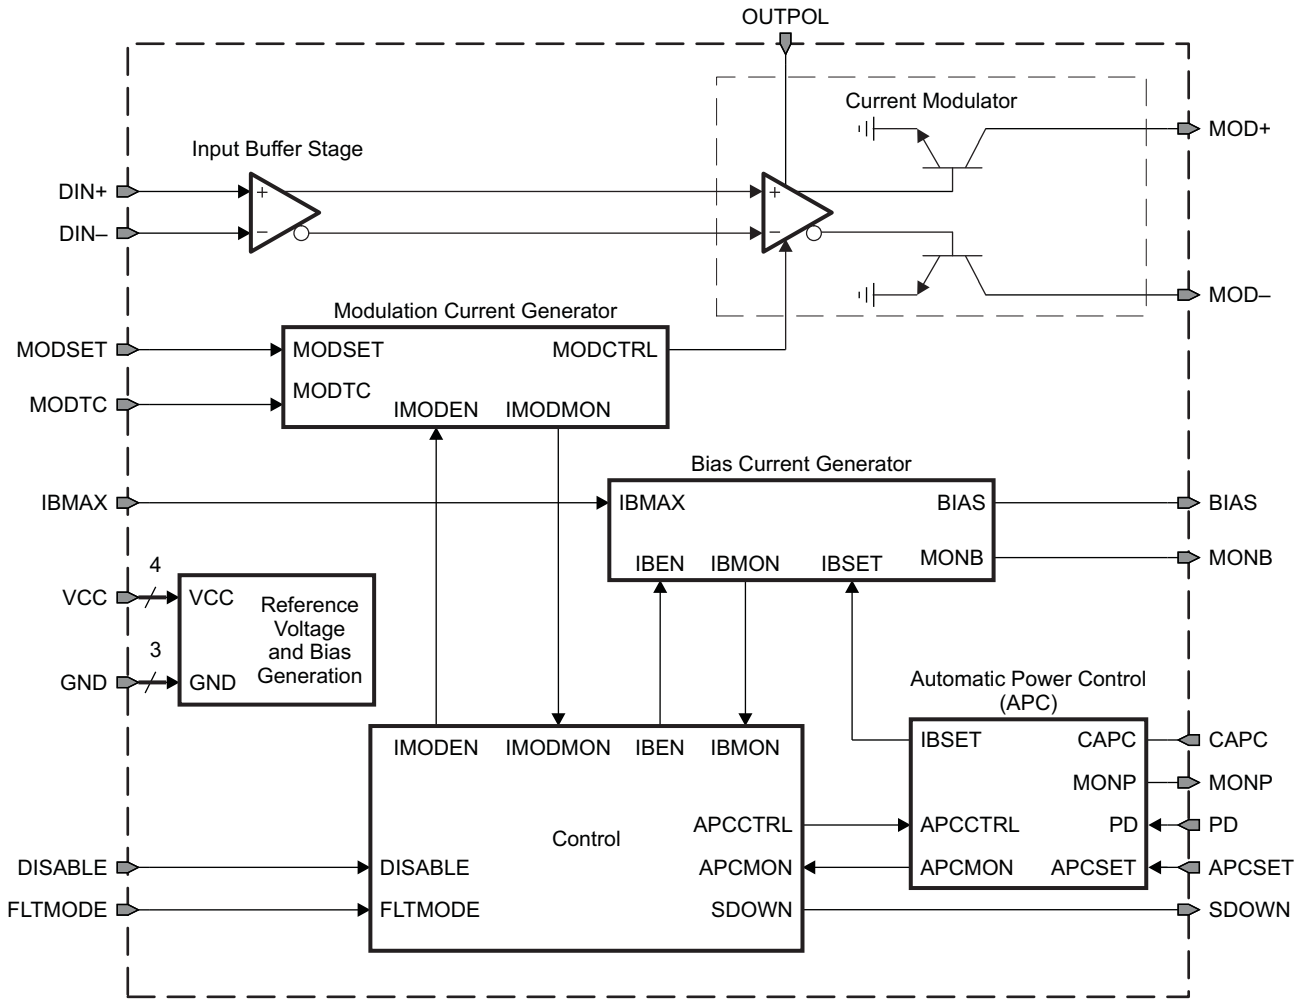 OUTPOL
Current Modulator
MOD+
Input Buffer Stage
DIN+
+
+
DIN–
−
−
MOD–
Modulation Current Generator
MODSET
MODSET
MODCTRL
MODTC
MODTC
IMODEN
IMODMON
Bias Current Generator
IBMAX
IBMAX
BIAS
BIAS
IBEN
IBMON
IBSET
MONB
MONB
4
VCC
VCC
Reference
Voltage
and Bias
Generation
3
GND
GND
Automatic Power Control
(APC)
IMODEN
IMODMON
IBEN
IBMON
IBSET
CAPC
CAPC
MONP
MONP
Control
APCCTRL
APCCTRL
PD
PD
DISABLE
DISABLE
APCMON
APCMON
APCSET
APCSET
FLTMODE
FLTMODE
SDOWN
SDOWN